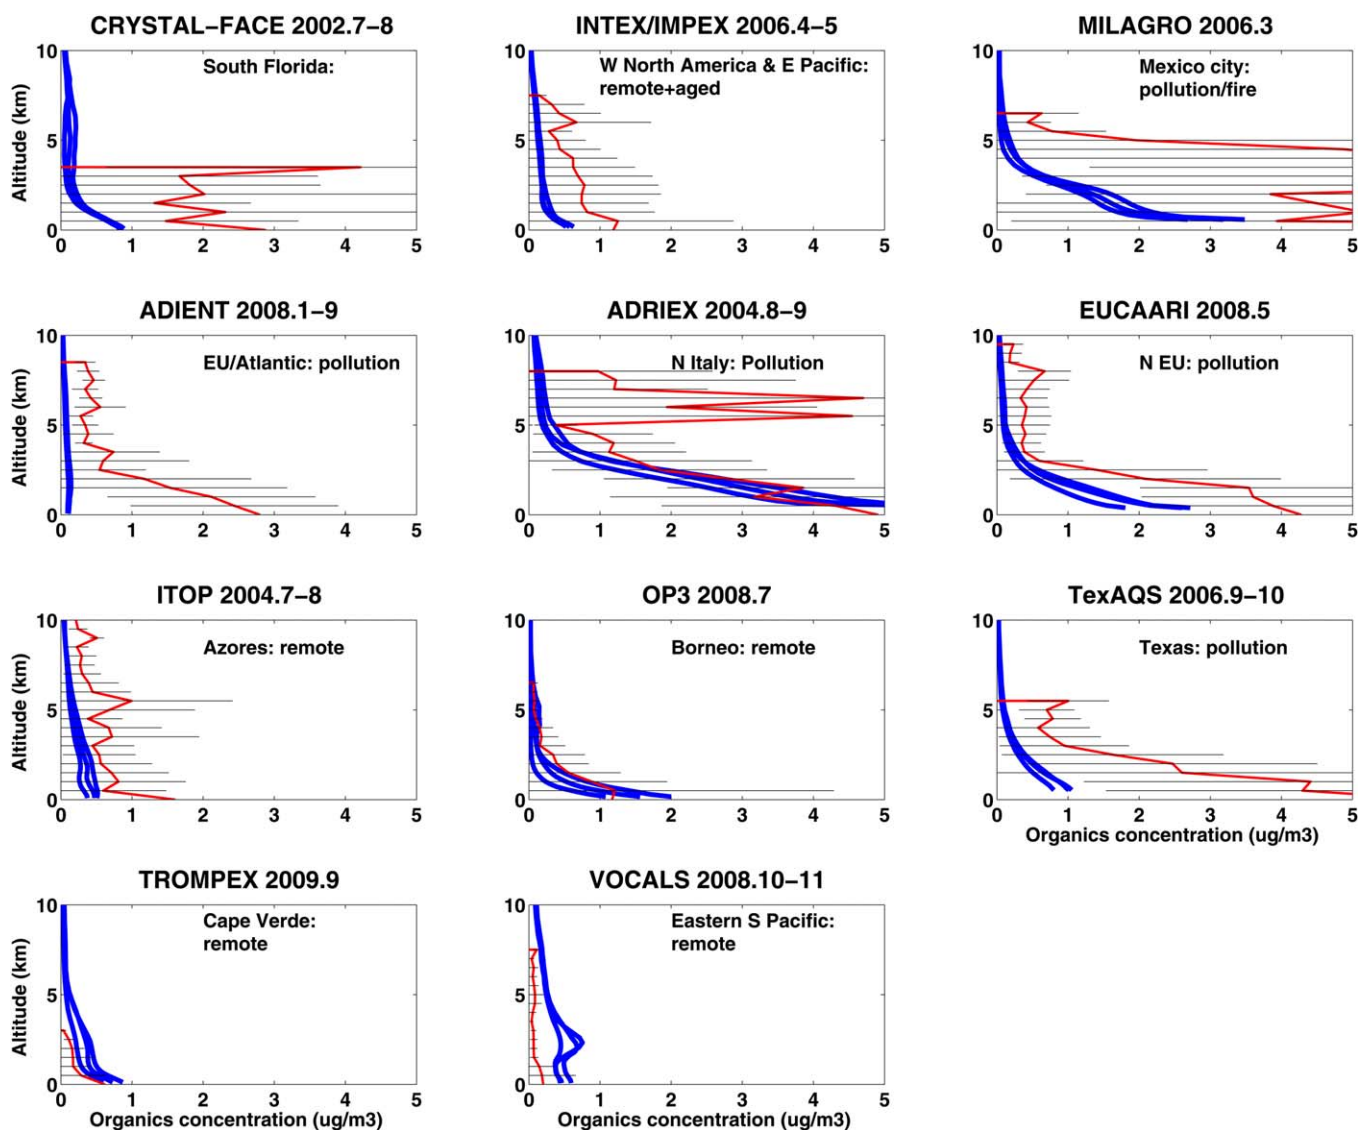 CRYSTAL–FACE 2002.7–8
INTEX/IMPEX 2006.4–5
MILAGRO 2006.3
10
5
0
Altitude (km)
South Florida:
0 1 2 3 4 5
10
5
0
W North America & E Pacific:
remote+aged
0 1 2 3 4 5
10
5
0
Mexico city:
pollution/fire
0 1 2 3 4 5
ADIENT 2008.1–9
ADRIEX 2004.8–9
EUCAARI 2008.5
10
5
0
Altitude (km)
EU/Atlantic: pollution
0 1 2 3 4 5
10
5
0
N Italy: Pollution
0 1 2 3 4 5
10
5
0
N EU: pollution
0 1 2 3 4 5
ITOP 2004.7–8
OP3 2008.7
TexAQS 2006.9–10
10
5
0
Altitude (km)
Azores: remote
0 1 2 3 4 5
10
5
0
Borneo: remote
0 1 2 3 4 5
10
5
0
Texas: pollution
0 1 2 3 4 5
Organics concentration (ug/m3)
TROMPEX 2009.9
VOCALS 2008.10–11
10
5
0
Altitude (km)
Cape Verde:
remote
0 1 2 3 4 5
Organics concentration (ug/m3)
10
5
0
Eastern S Pacific:
remote
0 1 2 3 4 5
Organics concentration (ug/m3)